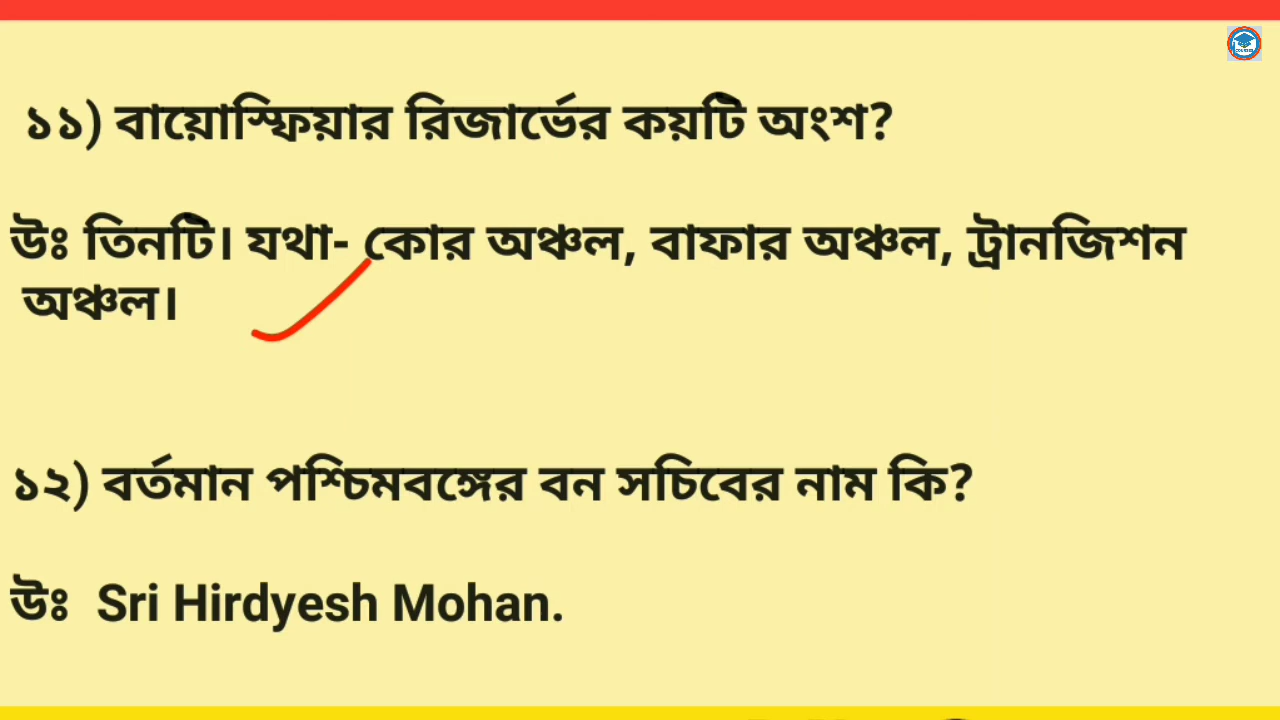 ১১) বায়োস্ফিয়ার রিজার্ভের কয়টি অংশ?
উঃ তিনটি। যথা- কোর অঞ্চল, বাফার অঞ্চল, ট্রানজিশন
অঞ্চল।
১২) বর্তমান পশ্চিমবঙ্গের বন সচিবের নাম কি?
উঃ Sri Hirdyesh Mohan.